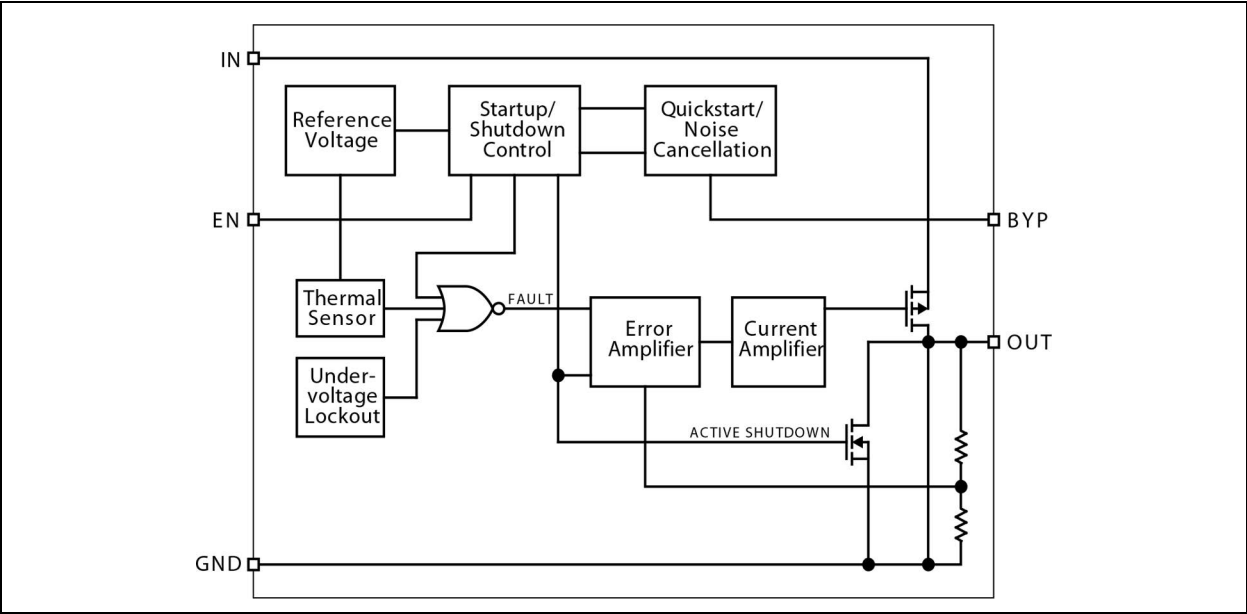 IN
Reference
Voltage
Startup/
Shutdown
Control
Quickstart/
Noise
Cancellation
EN
BYP
Thermal
Sensor
FAULT
Error
Amplifier
Current
Amplifier
OUT
Under-
voltage
Lockout
ACTIVE SHUTDOWN
GND